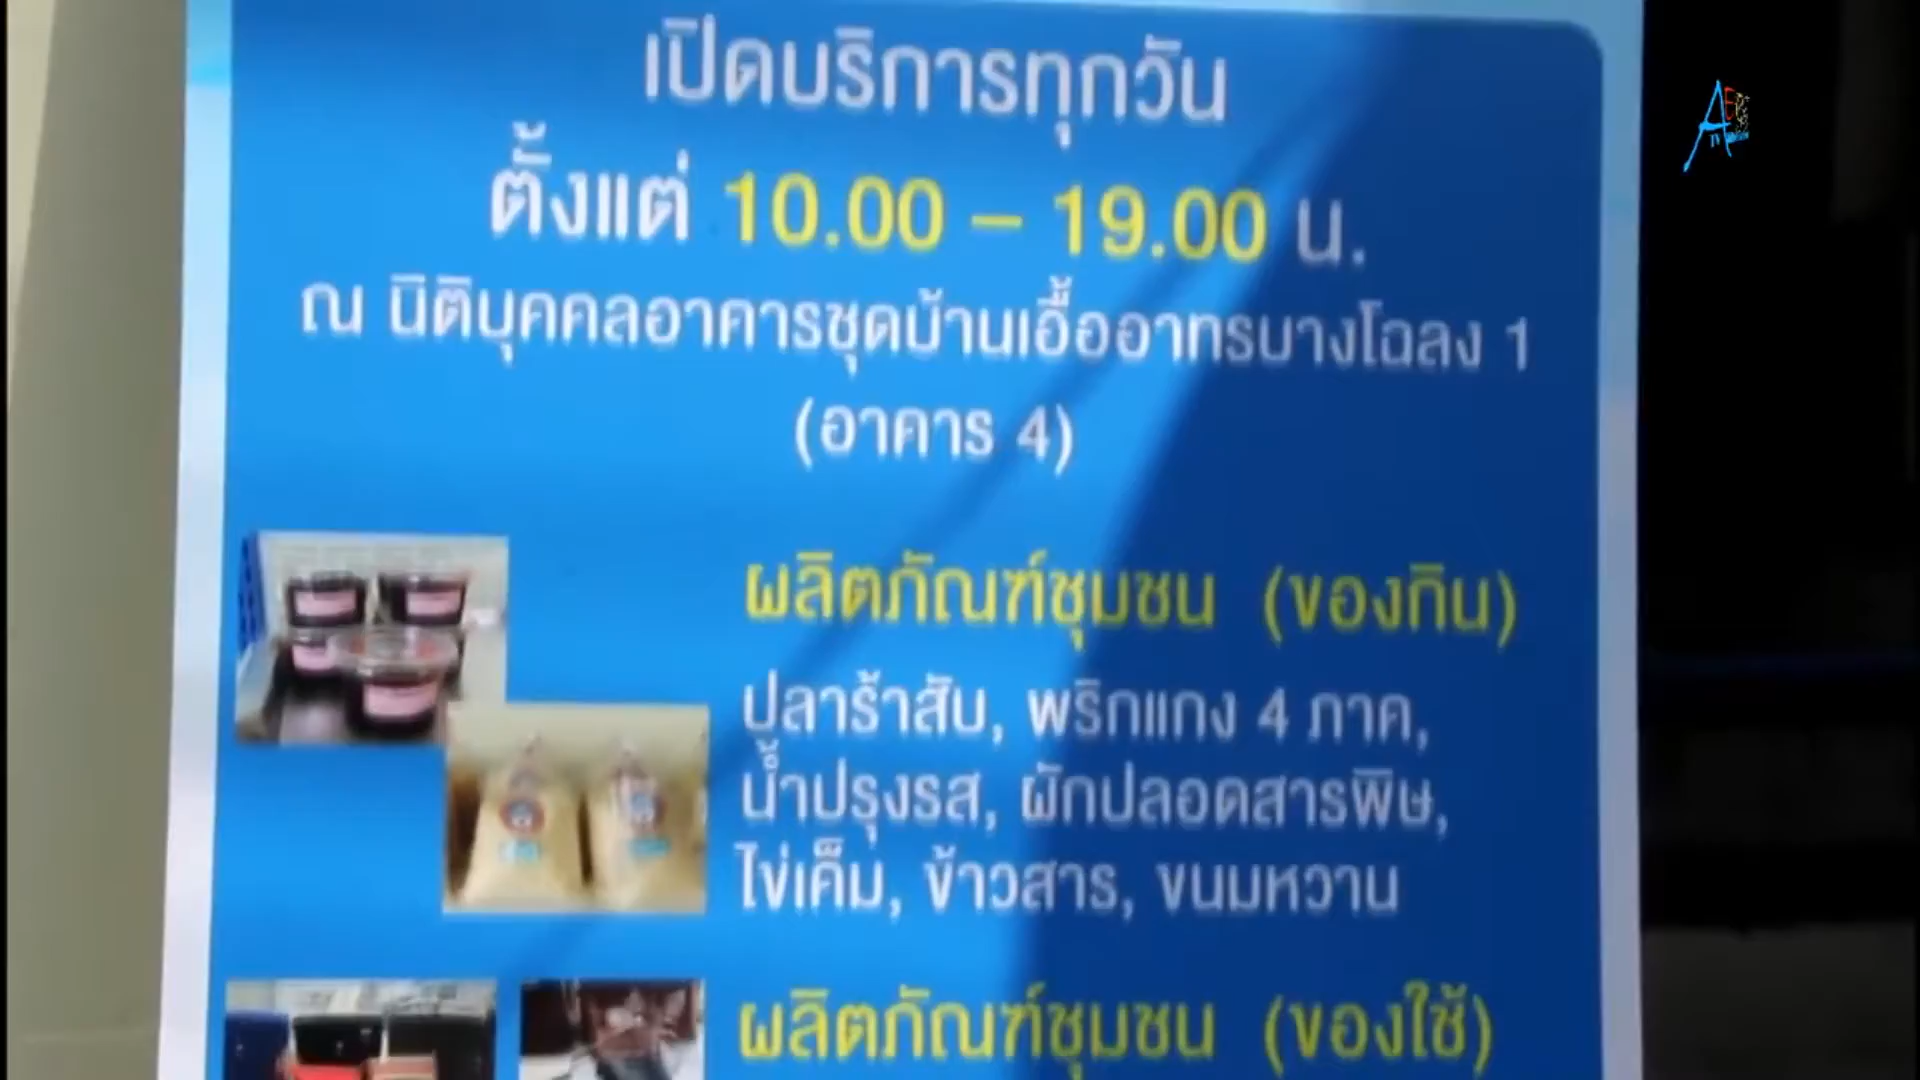 เปิดบริการทุกวัน
ตั้งแต่ 10.00 – 19.00 น.
ณ นิติบุคคลอาคารชุดบ้านเอื้ออาทรบางโฉลง 1
(อาคาร 4)
ผลิตภัณฑ์ชุมชน (ของกิน)
ปลาร้าสับ, พริกแกง 4 ภาค,
น้ำปรุงรส, ผักปลอดสารพิษ,
ไข่เค็ม, ข้าวสาร, ขนมหวาน
ผลิตภัณฑ์ชุมชน (ของใช้)